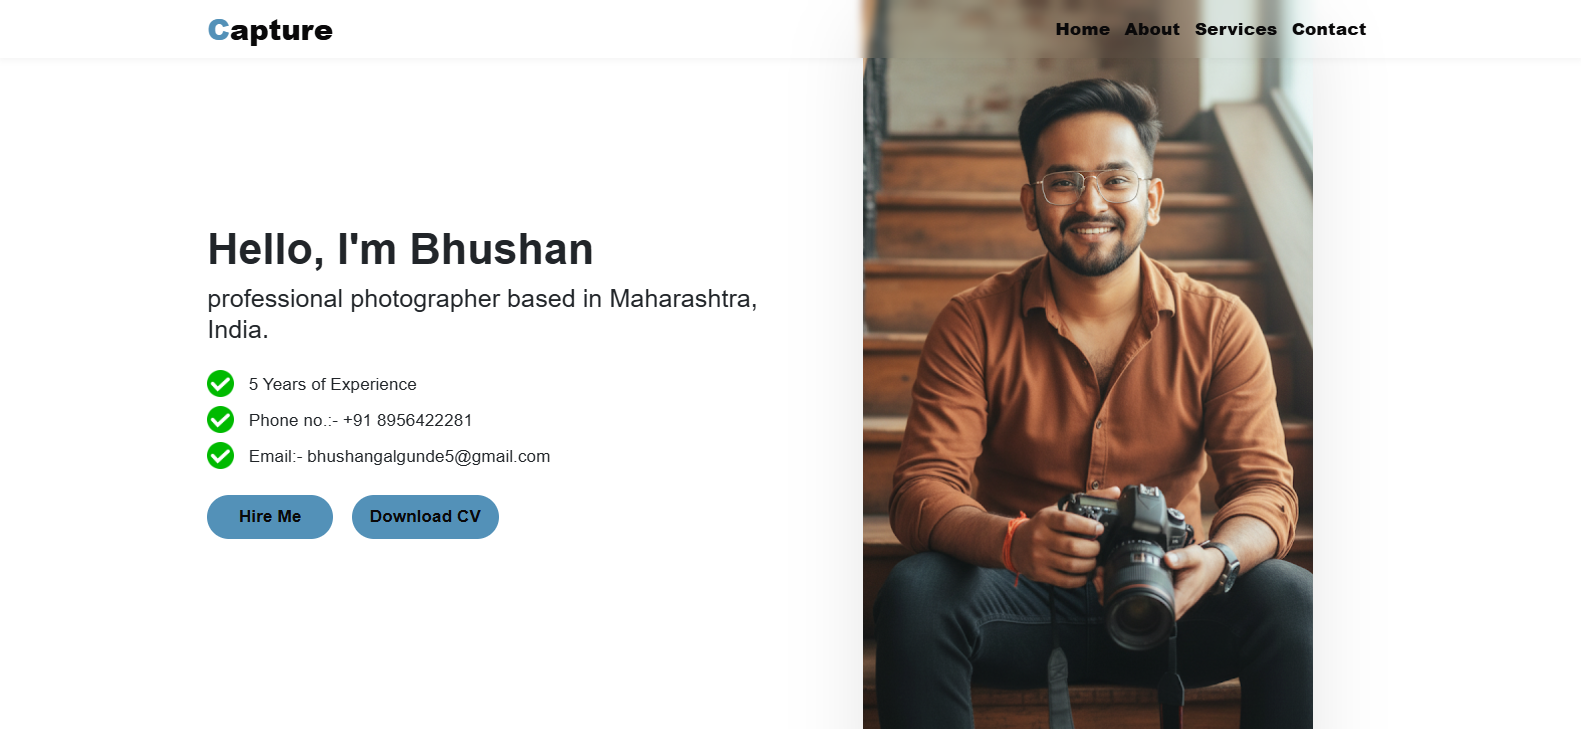 Capture
Home About Services Contact
Hello, I'm Bhushan
professional photographer based in Maharashtra,
India.
5 Years of Experience
Phone no.:- +91 8956422281
Email:- bhushangalgunde5@gmail.com
Hire Me
Download CV